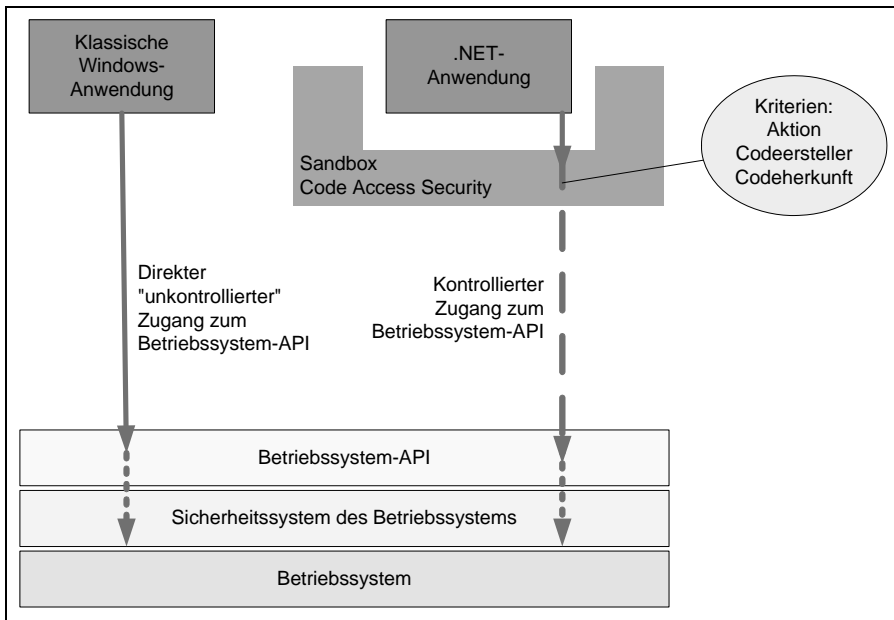 Klassische
Windows-
Anwendung
.NET-
Anwendung
Kriterien:
Aktion
Codeersteller
Codeherkunft
Sandbox
Code Access Security
Direkter
"unkontrollierter"
Zugang zum
Betriebssystem-API
Kontrollierter
Zugang zum
Betriebssystem-API
Betriebssystem-API
Sicherheitssystem des Betriebssystems
Betriebssystem